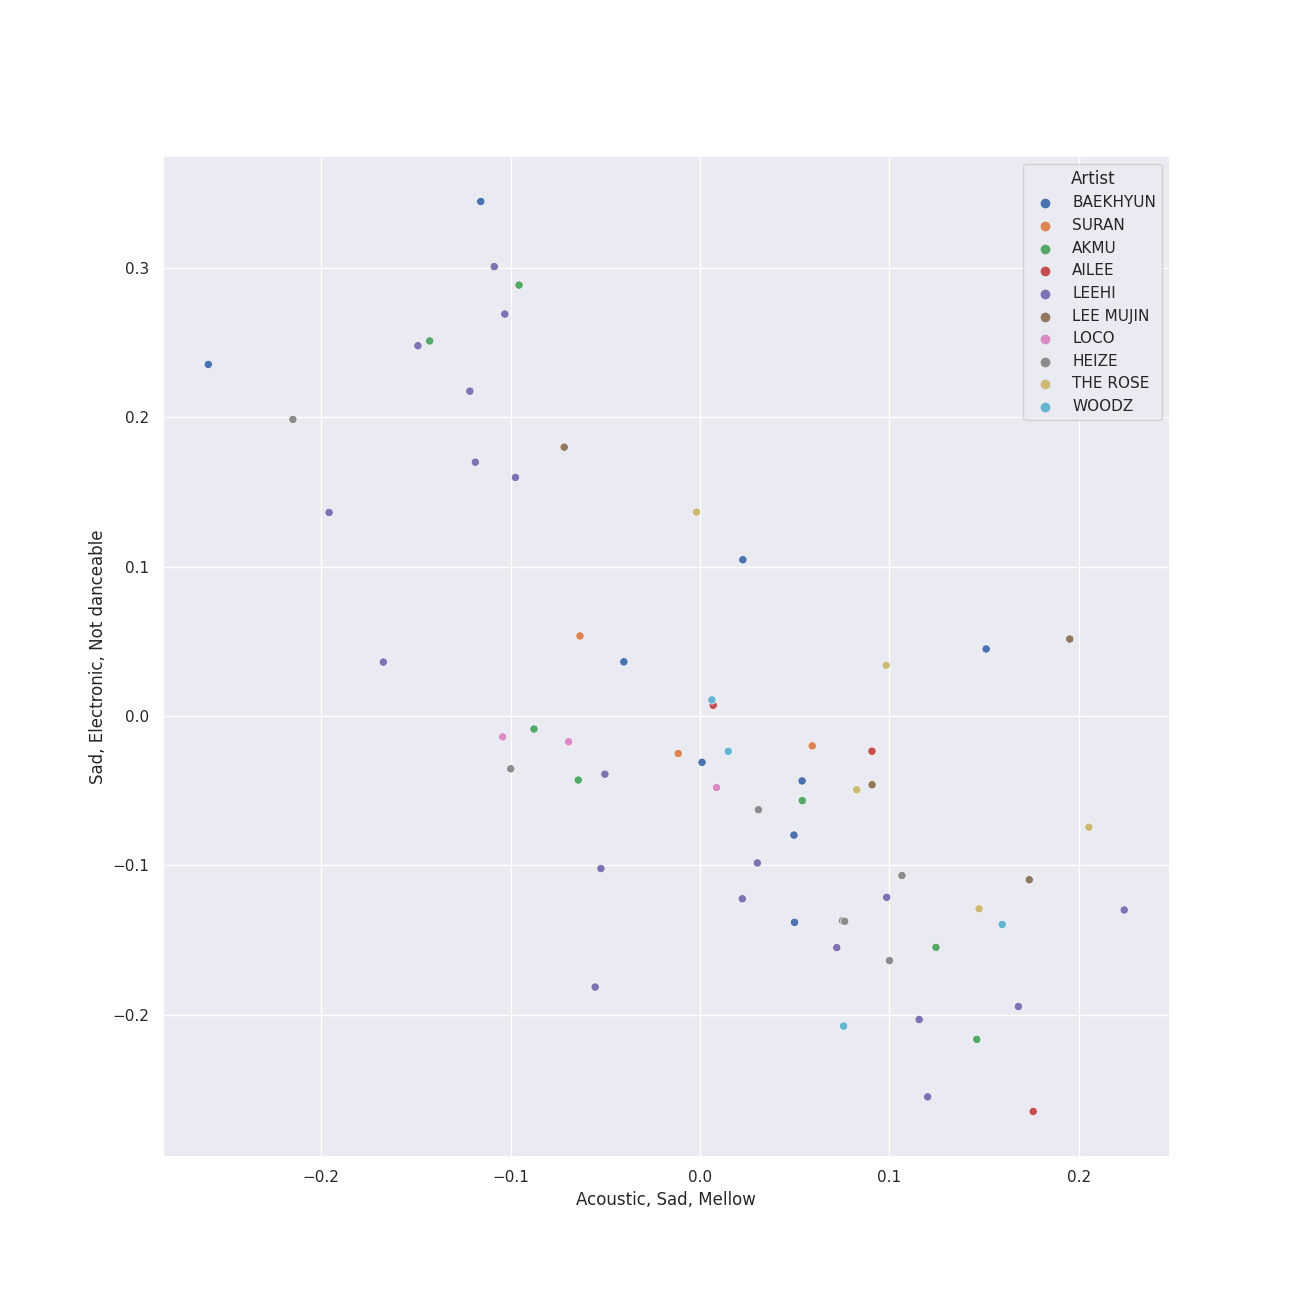 Artist
BAEKHYUN
SURAN
AKMU
AILEE
LEEHI
LEE MUJIN
LOCO
HEIZE
THE ROSE
WOODZ
0.3
0.2
0.1
0.0
−0.1
−0.2
Sad, Electronic, Not danceable
−0.2
−0.1
0.0
0.1
0.2
Acoustic, Sad, Mellow